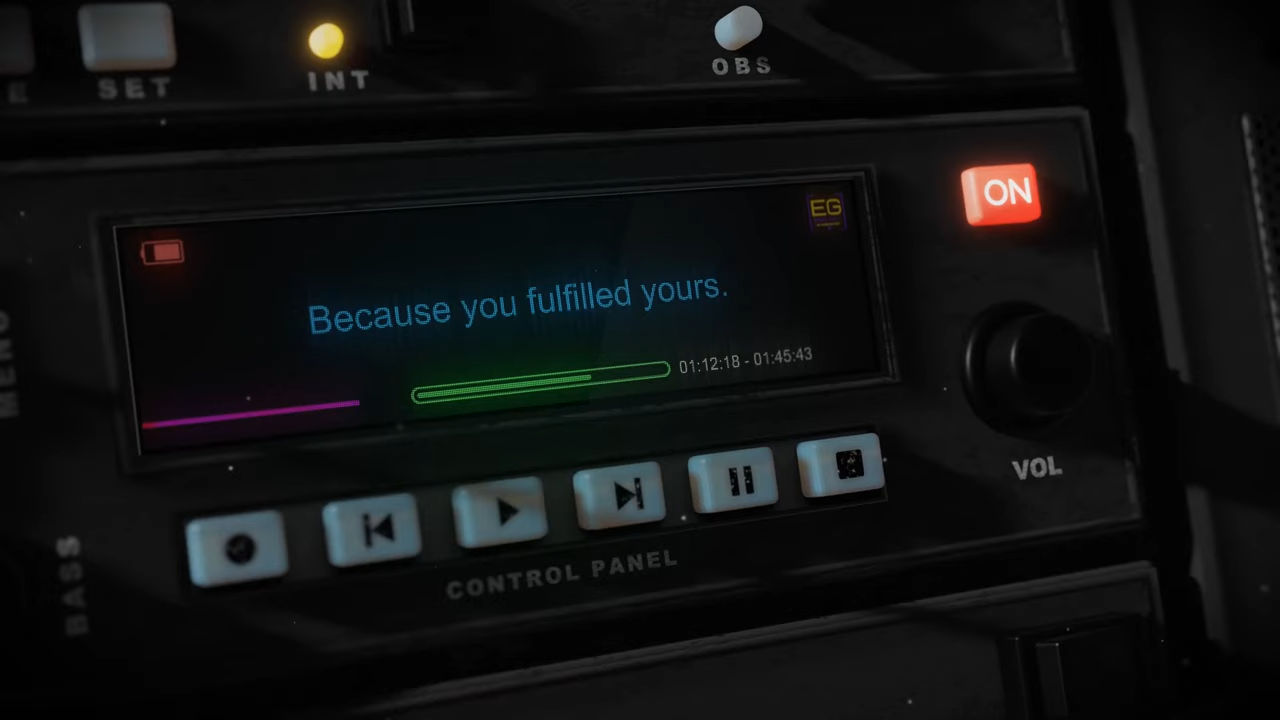 E
SET
INT
OBS
ON
EG
Because you fulfilled yours.
01:12:18 - 01:45:43
MENU
VOL
BASS
CONTROL PANEL